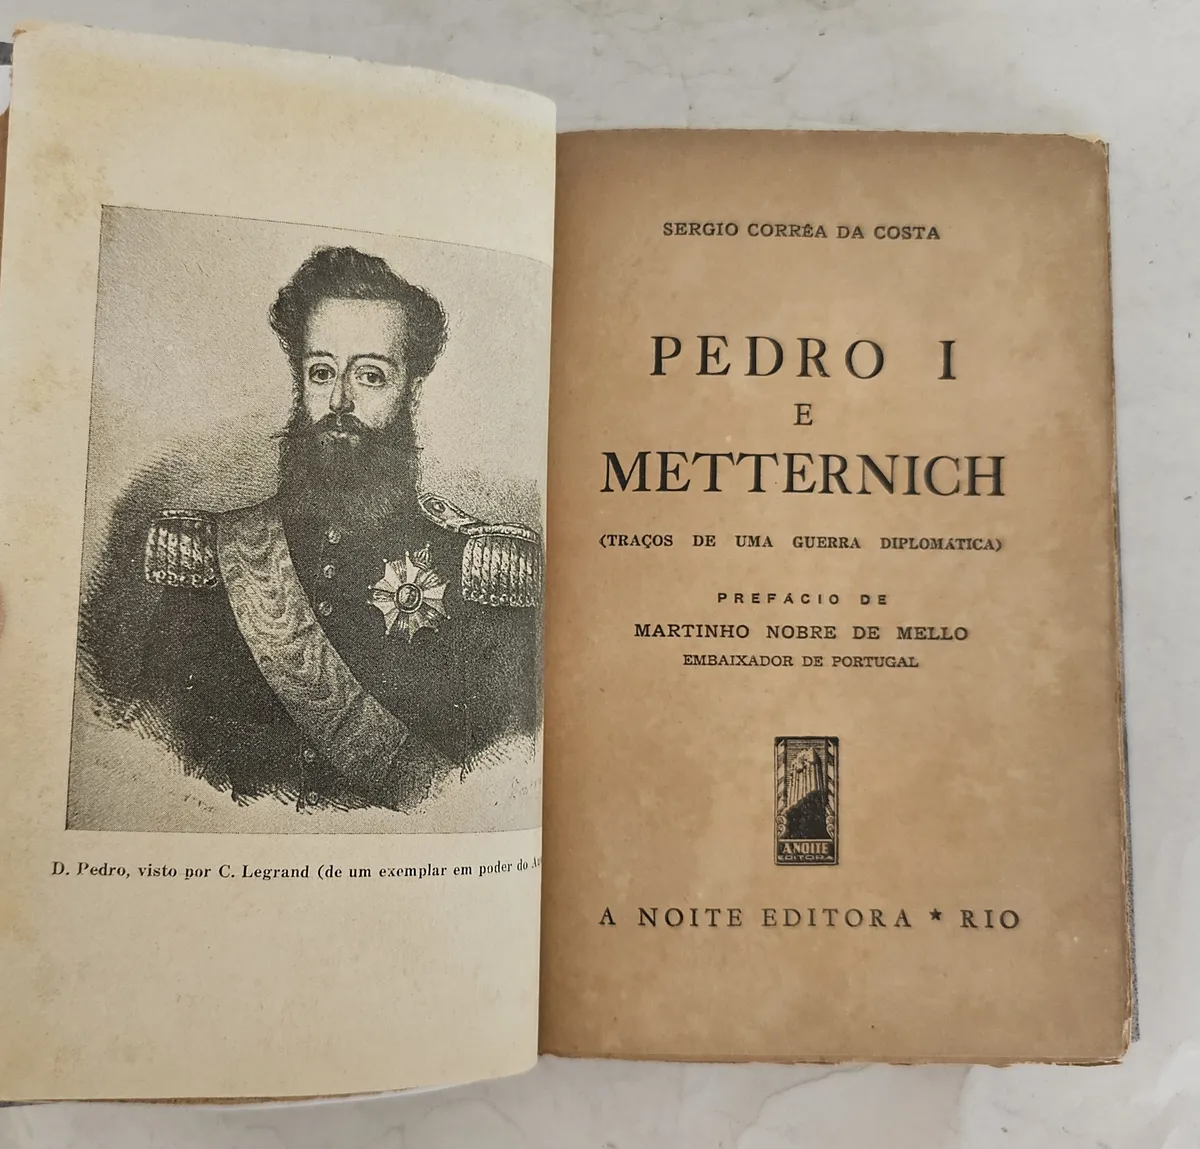 D. Pedro, visto por C. Legrand (de um exemplar em poder do
SERGIO CORRÊA DA COSTA
PEDRO I
E
METTERNICH
(TRAÇOS DE UMA GUERRA DIPLOMÁTICA)
PREFÁCIO DE
MARTINHO NOBRE DE MELLO
EMBAIXADOR DE PORTUGAL
A NOITE
EDITORA
A NOITE EDITORA * RIO